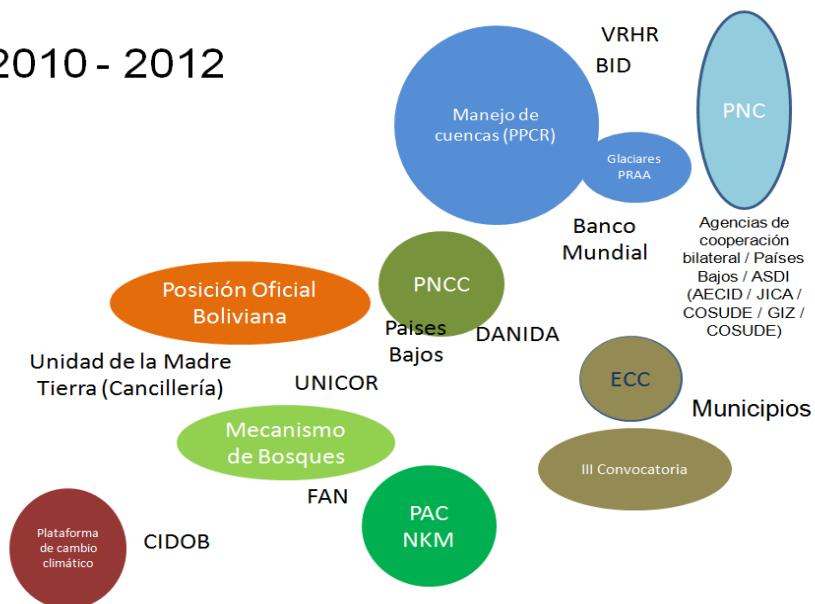 2010 - 2012
VRHR
BID
Manejo de
cuencas (PPCR)
PNC
Glaciares
PRAA
Banco
Mundial
Agencias de
cooperación
bilateral / Países
Bajos / ASDI
(AECID / JICA /
COSUDE / GIZ /
COSUDE)
Posición Oficial
Boliviana
PNCC
Paises
Bajos
DANIDA
Unidad de la Madre
Tierra (Cancillería)
UNICOR
ECC
Municipios
Mecanismo
de Bosques
III Convocatoria
FAN
PAC
NKM
Plataforma
de cambio
climático
CIDOB